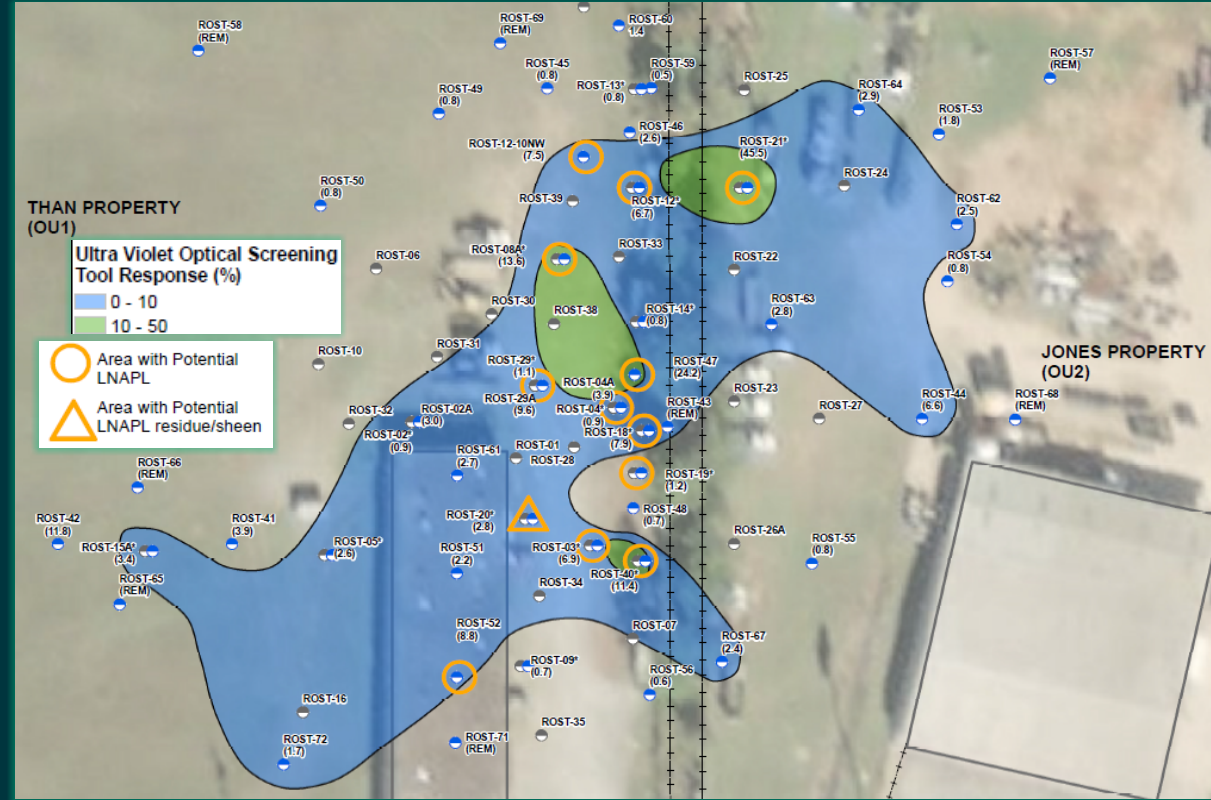 ROST-58
(REM)
ROST-69
(REM)
ROST-60
1.4
ROST-57
(REM)
ROST-45
(0.8)
ROST-59
(0.5)
ROST-13*
(0.8)
ROST-25
ROST-64
(2.9)
ROST-49
(0.8)
ROST-53
(1.8)
ROST-46
(2.6)
ROST-12-10NW
(7.5)
ROST-21*
(45.5)
ROST-24
ROST-50
(0.8)
ROST-39
ROST-12*
(6.7)
ROST-62
(2.5)
THAN PROPERTY
(OU1)
Ultra Violet Optical Screening
Tool Response (%)
0 - 10
10 - 50
ROST-06
ROST-08A*
(13.6)
ROST-33
ROST-22
ROST-54
(0.8)
ROST-30
ROST-38
ROST-14*
(0.8)
ROST-63
(2.8)
Area with Potential
LNAPL
Area with Potential
LNAPL residue/sheen
ROST-10
ROST-31
ROST-29*
(1.1)
ROST-29A
(9.6)
ROST-47
(24.2)
JONES PROPERTY
(OU2)
ROST-04A
(3.9)
ROST-04*
(0.9)
ROST-43
(REM)
ROST-23
ROST-27
ROST-44
(6.6)
ROST-68
(REM)
ROST-32
ROST-02A
(3.0)
ROST-02*
(0.9)
ROST-18*
(7.9)
ROST-61
(2.7)
ROST-01
ROST-28
ROST-66
(REM)
ROST-19*
(1.2)
ROST-48
(0.7)
ROST-42
(11.8)
ROST-41
(3.9)
ROST-20*
(2.8)
ROST-26A
ROST-15A*
(3.4)
ROST-05*
(2.6)
ROST-51
(2.2)
ROST-03*
(6.9)
ROST-55
(0.8)
ROST-65
(REM)
ROST-40*
(11.4)
ROST-34
ROST-52
(8.8)
ROST-07
ROST-67
(2.4)
ROST-09*
(0.7)
ROST-56
(0.6)
ROST-16
ROST-35
ROST-72
(1.7)
ROST-71
(REM)